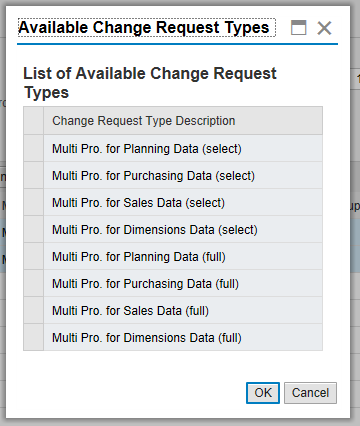 Available Change Request Types
List of Available Change Request
Types
Change Request Type Description
Multi Pro. for Planning Data (select)
Multi Pro. for Purchasing Data (select)
Multi Pro. for Sales Data (select)
Multi Pro. for Dimensions Data (select)
Multi Pro. for Planning Data (full)
Multi Pro. for Purchasing Data (full)
Multi Pro. for Sales Data (full)
Multi Pro. for Dimensions Data (full)
OK Cancel